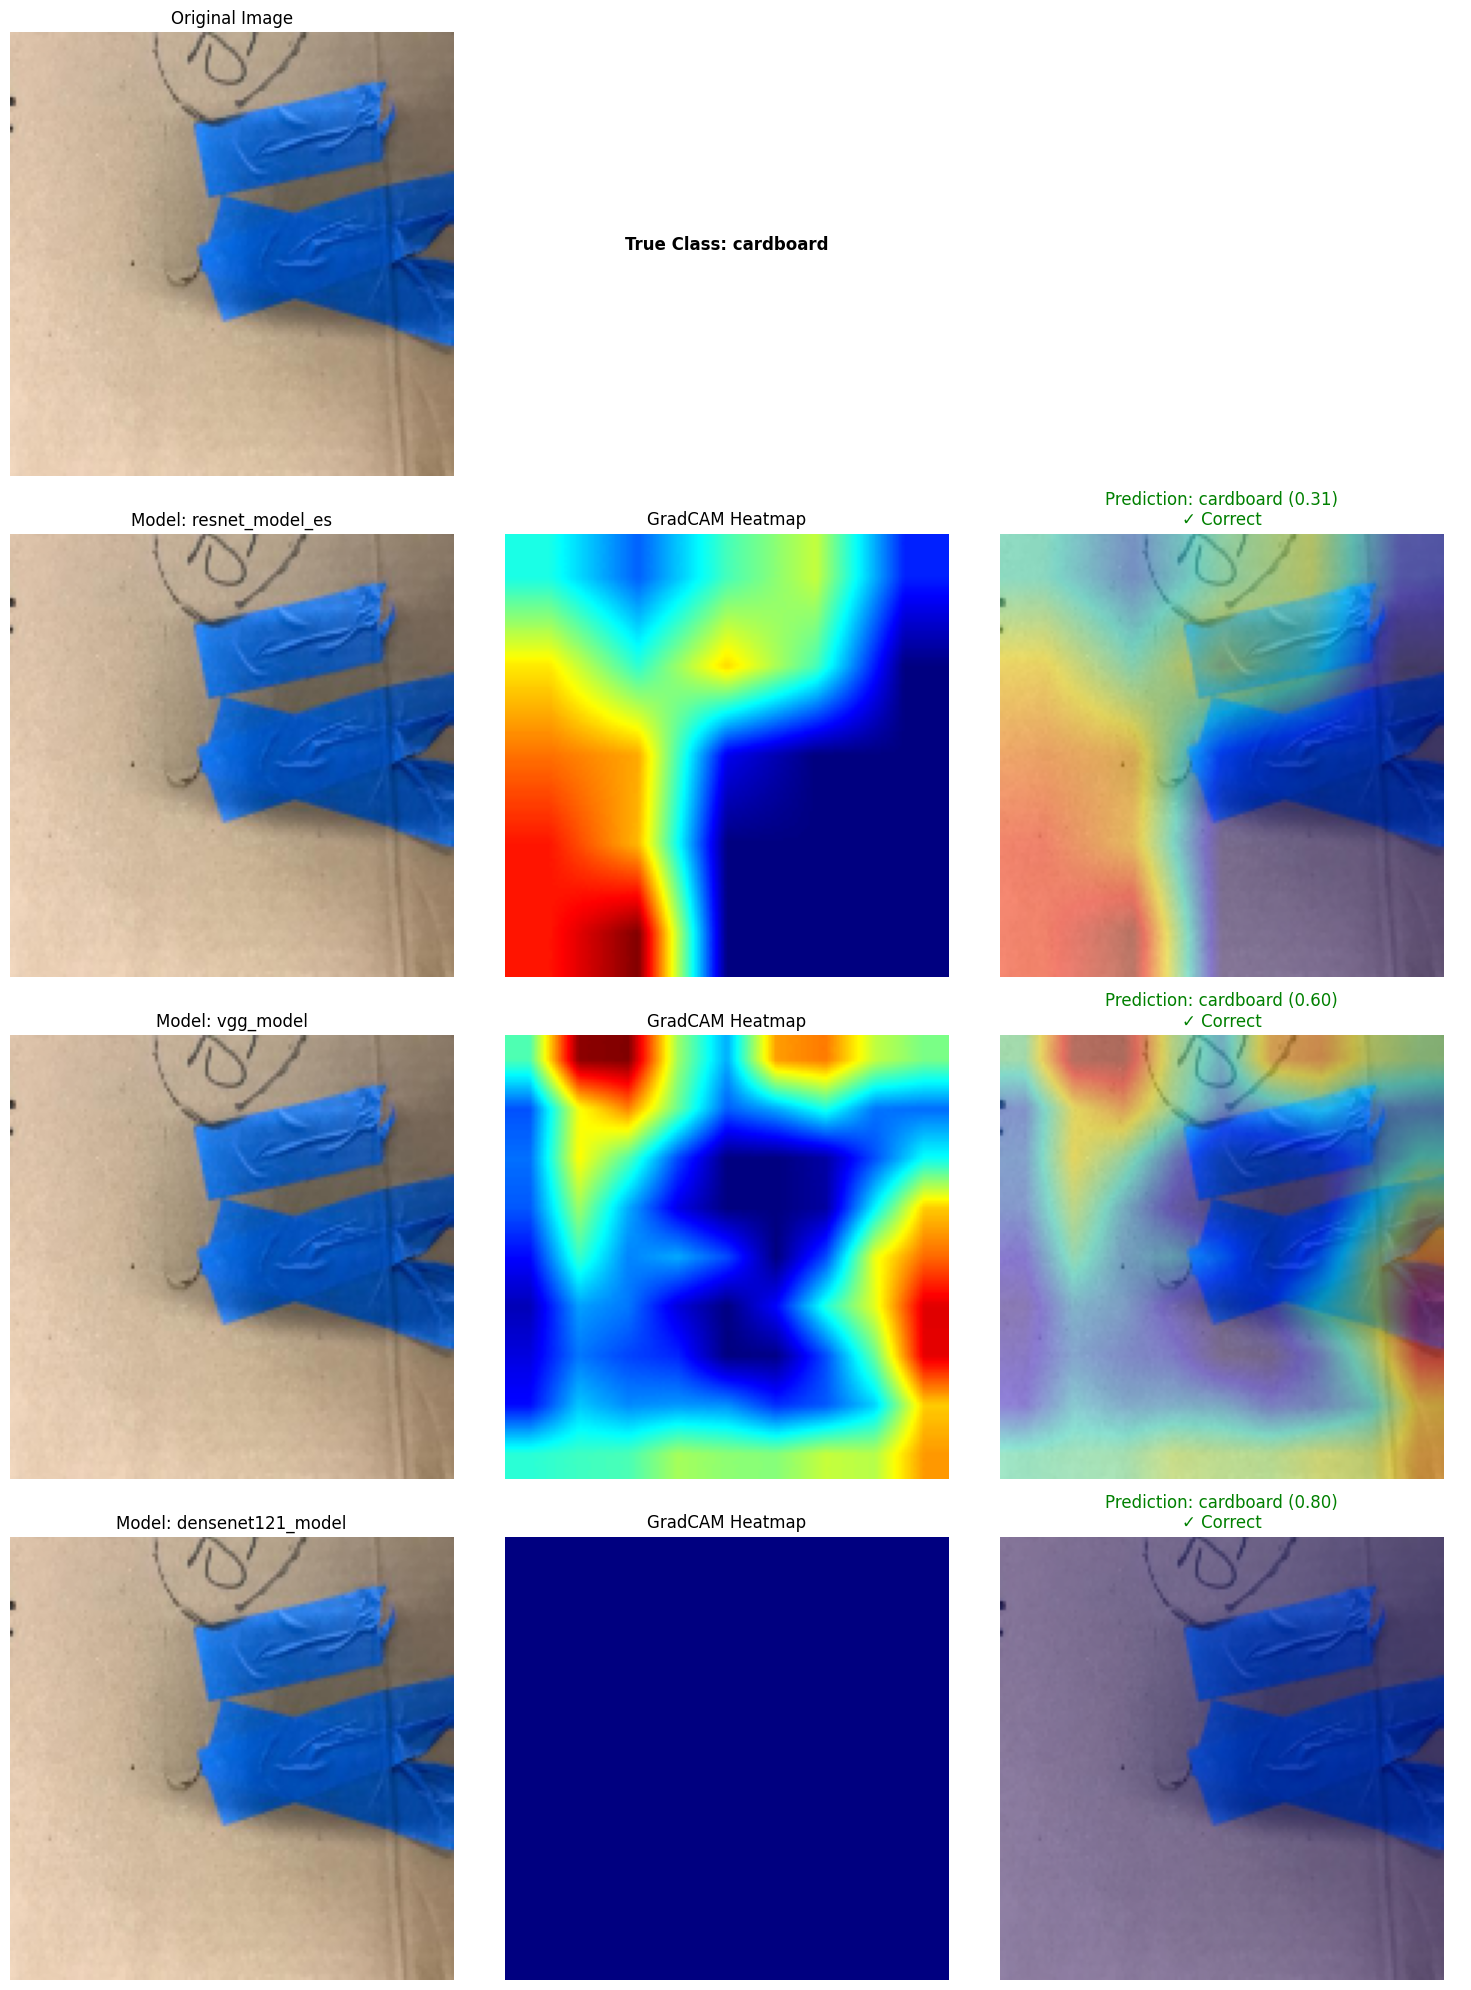 Original Image
True Class: cardboard
Model: resnet_model_es
GradCAM Heatmap
Prediction: cardboard (0.31)
✓ Correct
Model: vgg_model
GradCAM Heatmap
Prediction: cardboard (0.60)
✓ Correct
Model: densenet121_model
GradCAM Heatmap
Prediction: cardboard (0.80)
✓ Correct